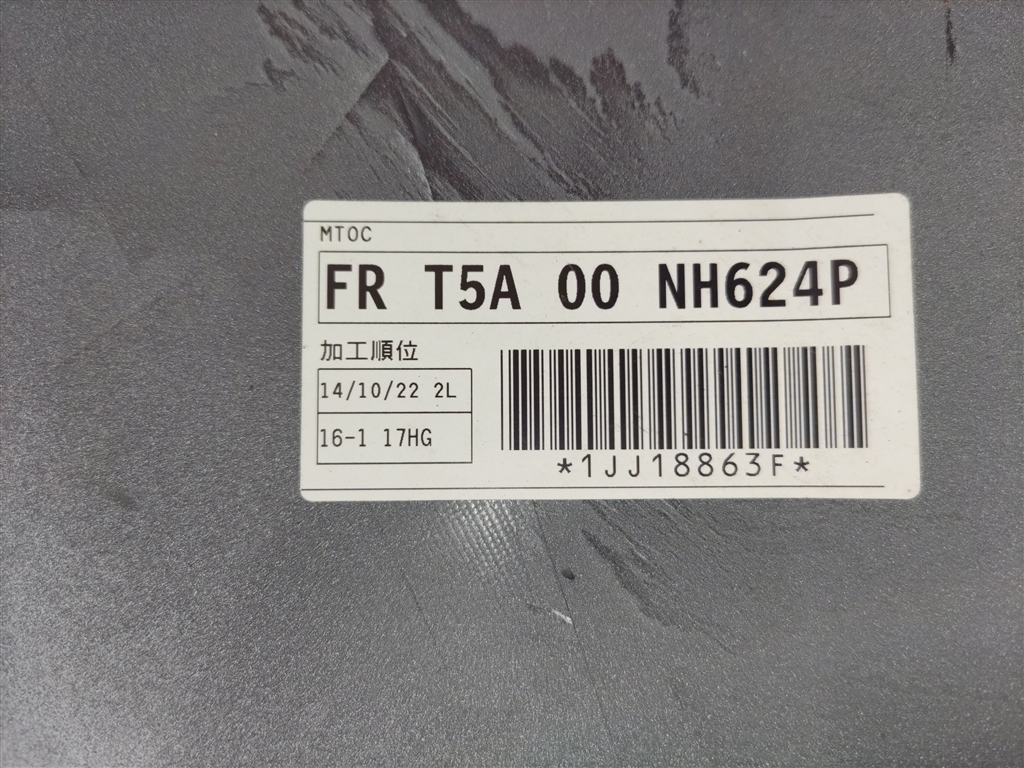 MTOC
FR T5A 00 NH624P
加工順位
14/10/22 2L
16-1 17HG
*1JJ18863F*